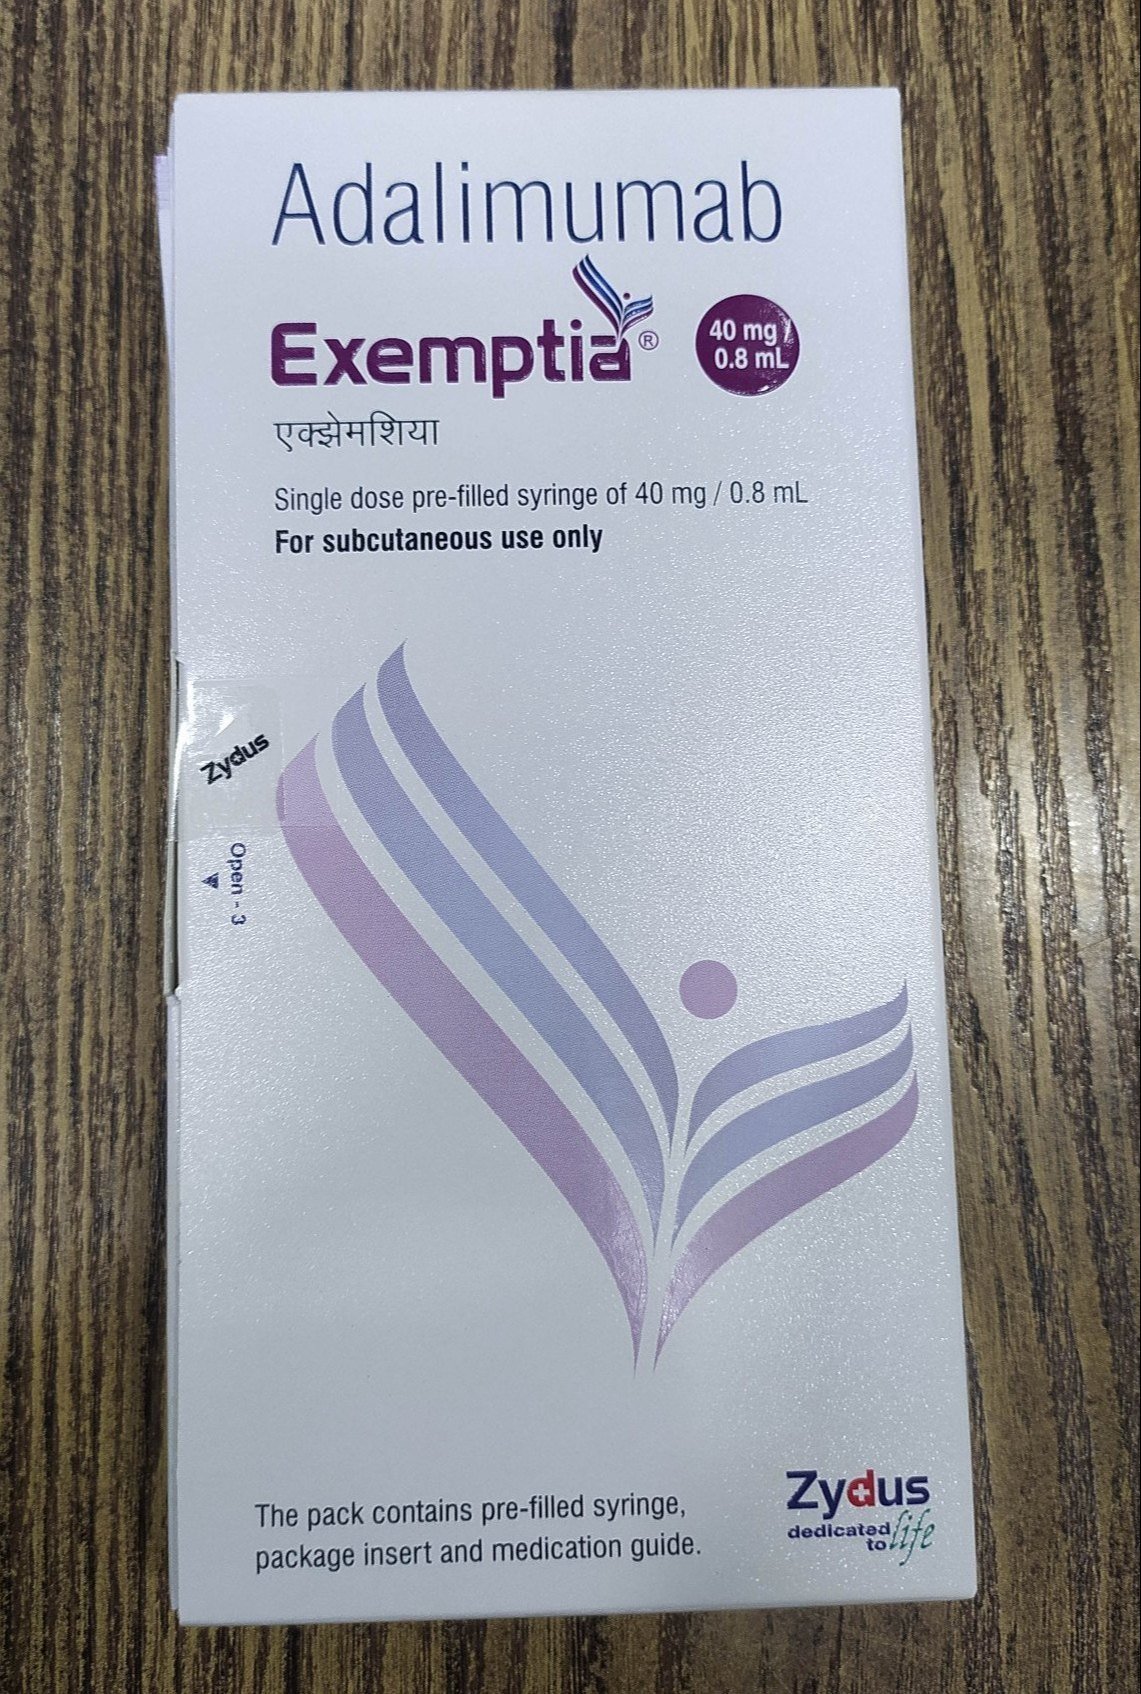 Adalimumab
Exemptia®
40 mg /
0.8 mL
एक्झेमशिया
Single dose pre-filled syringe of 40 mg / 0.8 mL
For subcutaneous use only
Zydus
Open - 3
The pack contains pre-filled syringe,
package insert and medication guide.
Zydus
dedicated
to life